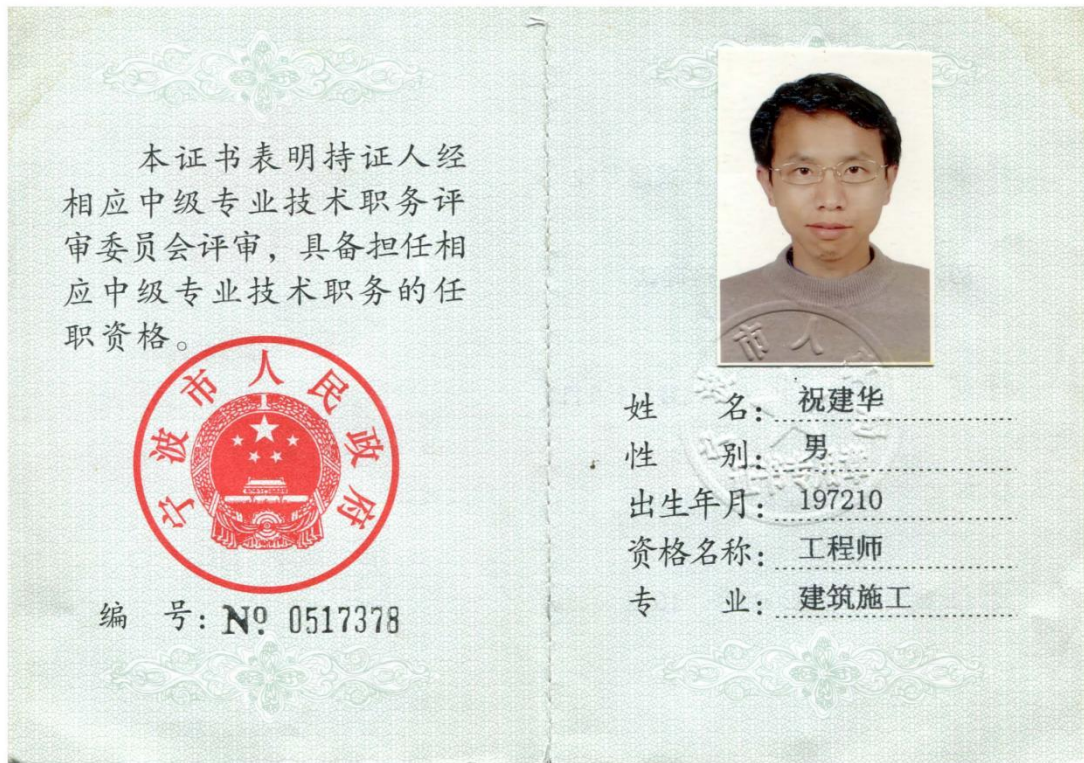 本证书表明持证人经
相应中级专业技术职务评
审委员会评审，具备担任相
应中级专业技术职务的任
职资格。
宁波市人民政府
编 号：№ 0517378
姓 名：祝建华
性 别：男
出生年月：197210
资格名称：工程师
专 业：建筑施工